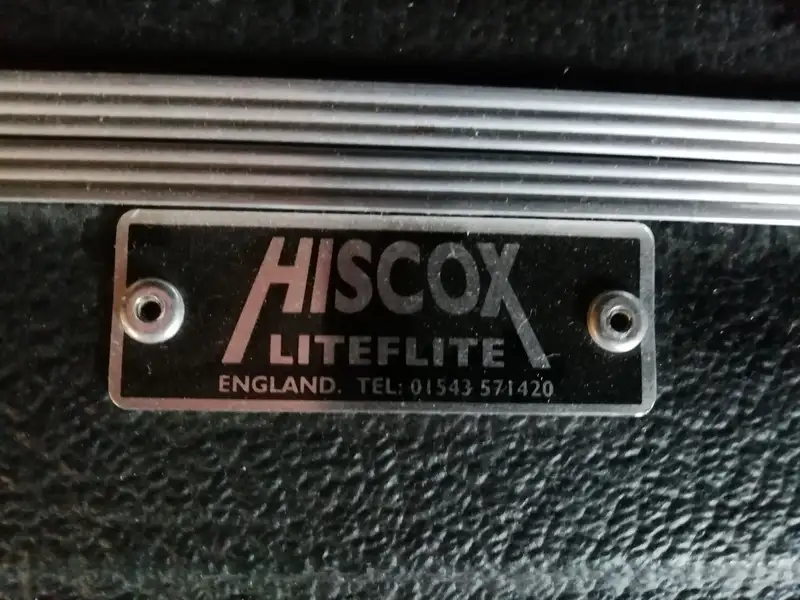 HISCOX
LITEFLITE
ENGLAND. TEL: 01543 571420